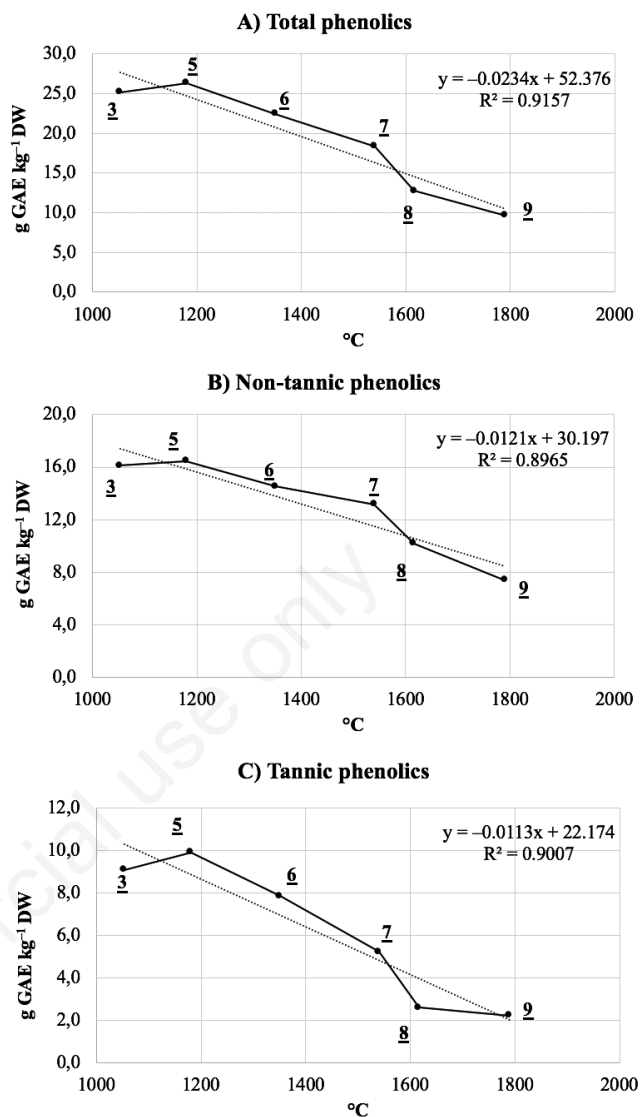 A) Total phenolics
y = –0.0234x + 52.376
R² = 0.9157
g GAE kg⁻¹ DW
30,0
25,0
20,0
15,0
10,0
5,0
0,0
3
5
6
7
8
9
1000 1200 1400 1600 1800 2000
°C
B) Non-tannic phenolics
y = –0.0121x + 30.197
R² = 0.8965
g GAE kg⁻¹ DW
20,0
16,0
12,0
8,0
4,0
0,0
3
5
6
7
8
9
1000 1200 1400 1600 1800 2000
°C
C) Tannic phenolics
y = –0.0113x + 22.174
R² = 0.9007
g GAE kg⁻¹ DW
12,0
10,0
8,0
6,0
4,0
2,0
0,0
3
5
6
7
8
9
1000 1200 1400 1600 1800 2000
°C
use only